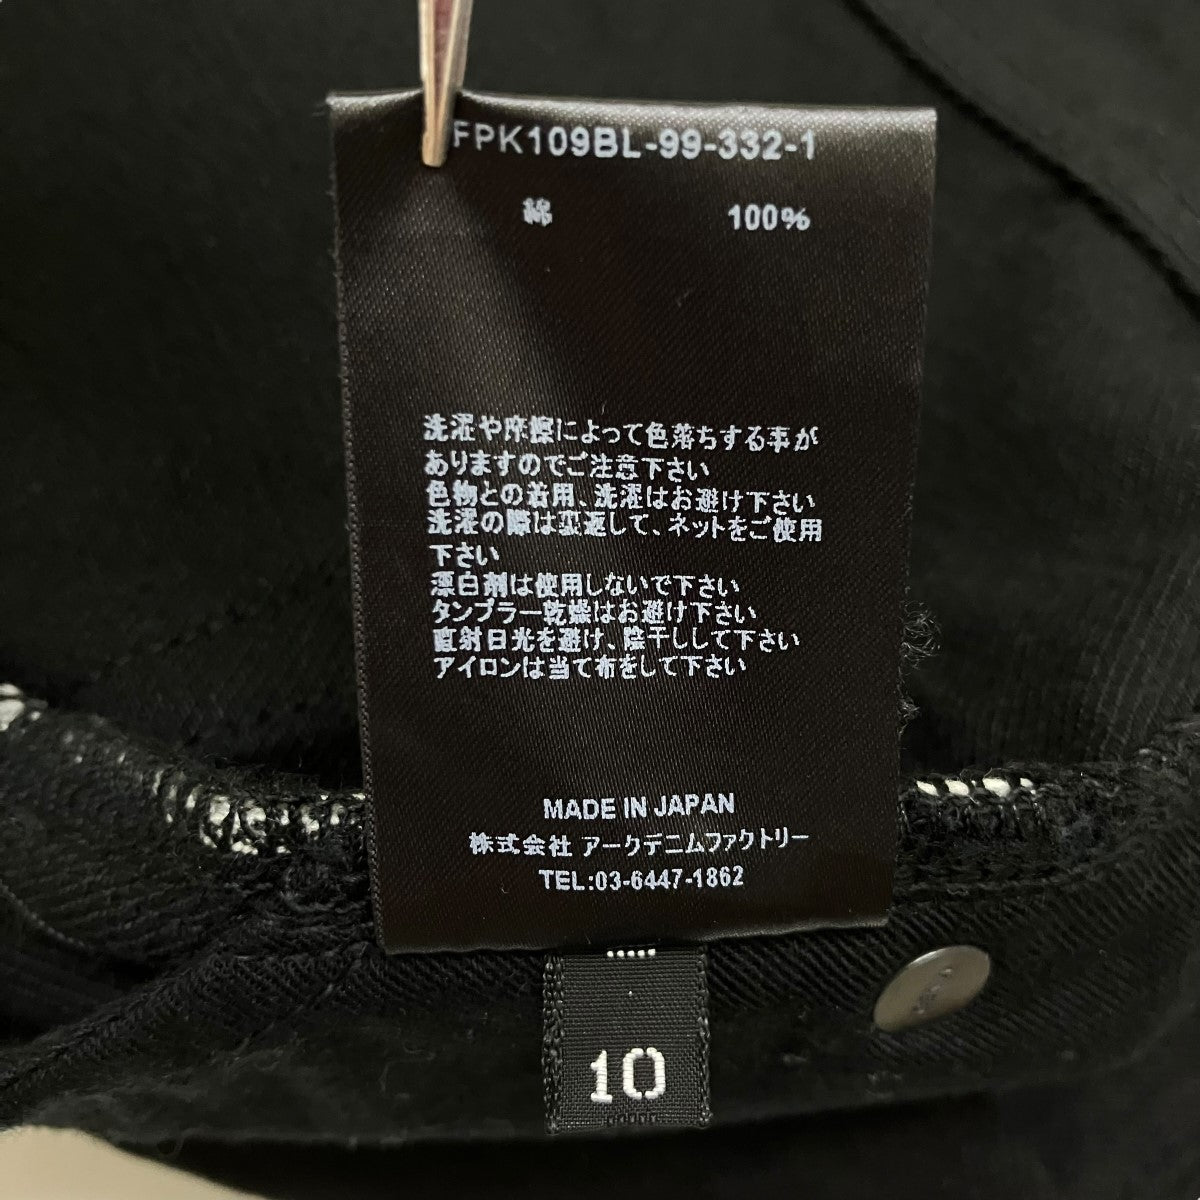 FPK109BL-99-332-1
綿 100%
洗濯や摩擦によって色落ちする事が
ありますのでご注意下さい
色物との着用、洗濯はお避け下さい
洗濯の際は裏返して、ネットをご使用
下さい
漂白剤は使用しないで下さい
タンブラー乾燥はお避け下さい
直射日光を避け、陰干ししてして下さい
アイロンは当て布をして下さい
MADE IN JAPAN
株式会社 アークデニムファクトリー
TEL:03-6447-1862
10